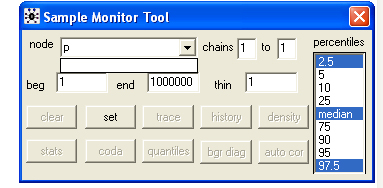 Sample Monitor Tool
node p chains 1 to 1 percentiles
beg 1 end 1000000 thin 1
clear set trace history density
stats coda quantiles bgr diag auto cor
2.5
5
10
25
median
75
90
95
97.5